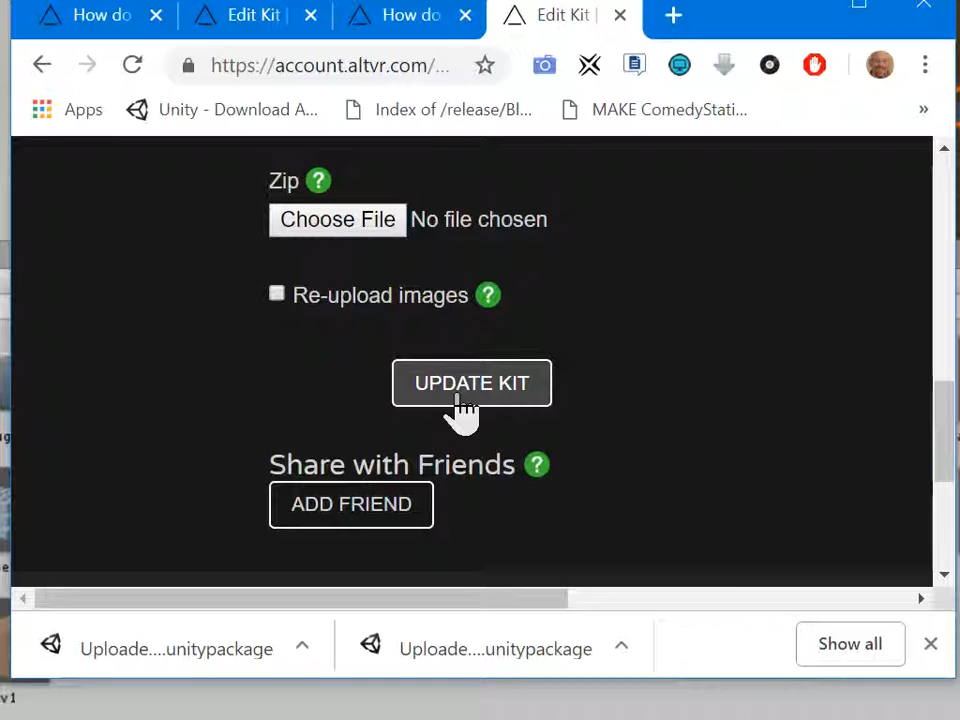 How do
Edit Kit |
How do
Edit Kit |
https://account.altvr.com/...
Apps
Unity - Download A...
Index of /release/Bl...
MAKE ComedyStati...
»
Zip ?
Choose File No file chosen
Re-upload images ?
UPDATE KIT
Share with Friends ?
ADD FRIEND
Uploade....unitypackage
Uploade....unitypackage
Show all
v1